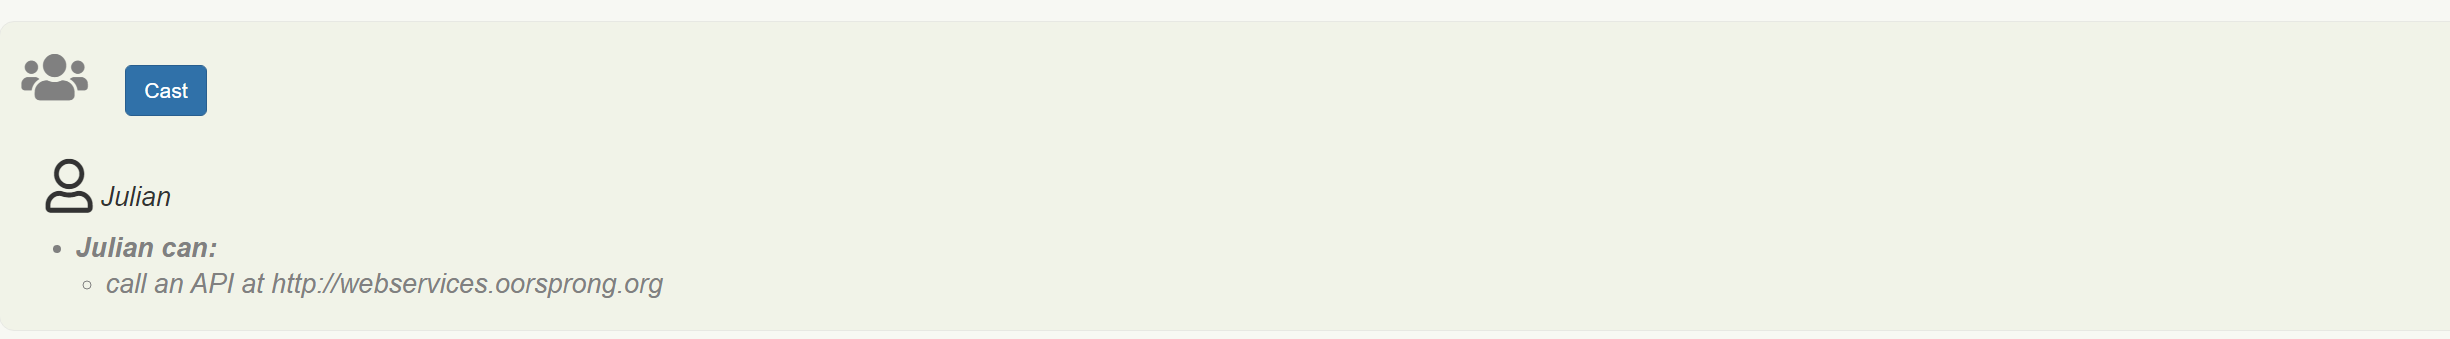 Cast
Julian
Julian can:
call an API at http://webservices.oorsprong.org